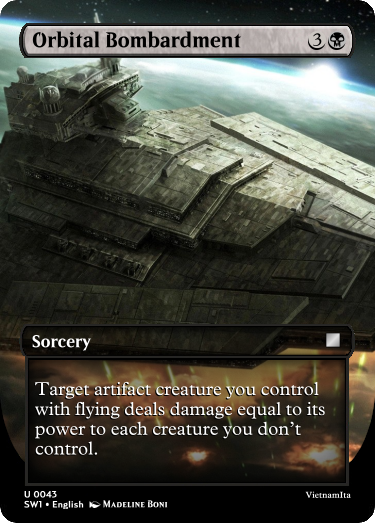 Orbital Bombardment 3
Sorcery
Target artifact creature you control
with flying deals damage equal to its
power to each creature you don't
control.
U 0043
SW1 • English MADELINE BONI
VietnamIta